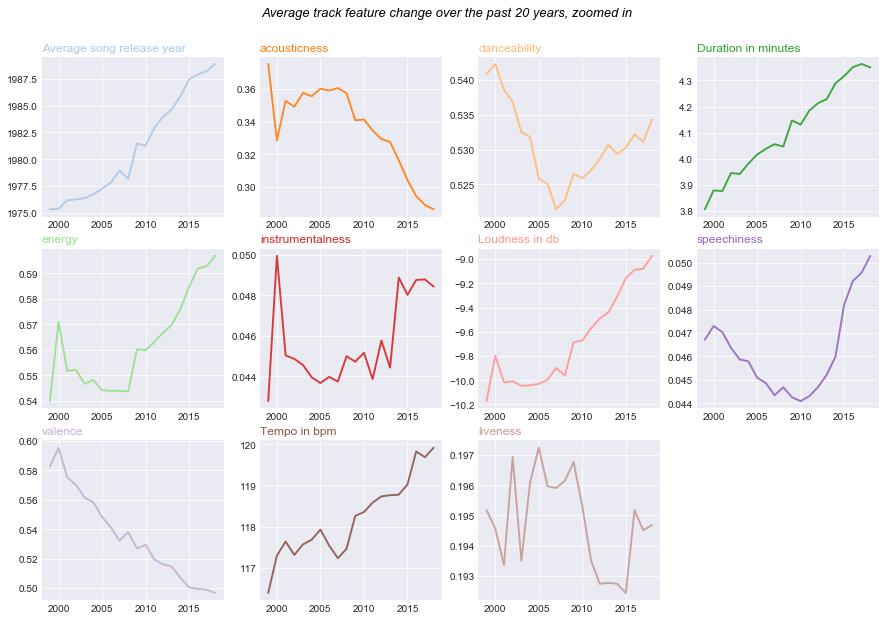 Average track feature change over the past 20 years, zoomed in
Average song release year
acousticness
danceability
Duration in minutes
1987.5
1985.0
1982.5
1980.0
1977.5
1975.0
2000 2005 2010 2015
0.36
0.34
0.32
0.30
2000 2005 2010 2015
0.540
0.535
0.530
0.525
2000 2005 2010 2015
4.3
4.2
4.1
4.0
3.9
3.8
2000 2005 2010 2015
energy
instrumentalness
Loudness in db
speechiness
0.59
0.58
0.57
0.56
0.55
0.54
2000 2005 2010 2015
0.050
0.048
0.046
0.044
2000 2005 2010 2015
−9.0
−9.2
−9.4
−9.6
−9.8
−10.0
−10.2
2000 2005 2010 2015
0.050
0.049
0.048
0.047
0.046
0.045
0.044
2000 2005 2010 2015
valence
Tempo in bpm
liveness
0.60
0.58
0.56
0.54
0.52
0.50
2000 2005 2010 2015
120
119
118
117
2000 2005 2010 2015
0.197
0.196
0.195
0.194
0.193
2000 2005 2010 2015